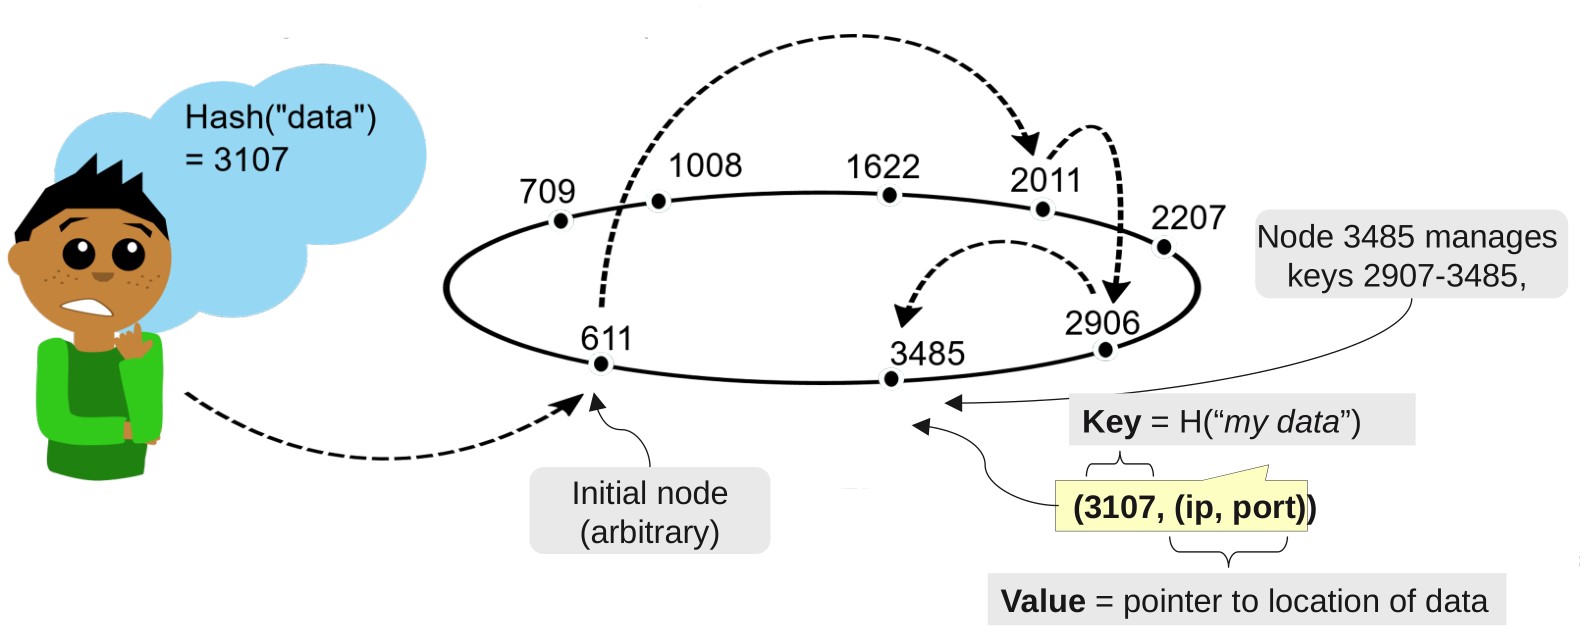 Hash("data")
= 3107
709
1008
1622
2011
2207
611
3485
2906
Node 3485 manages
keys 2907-3485,
Initial node
(arbitrary)
Key = H(“my data”)
(3107, (ip, port))
Value = pointer to location of data